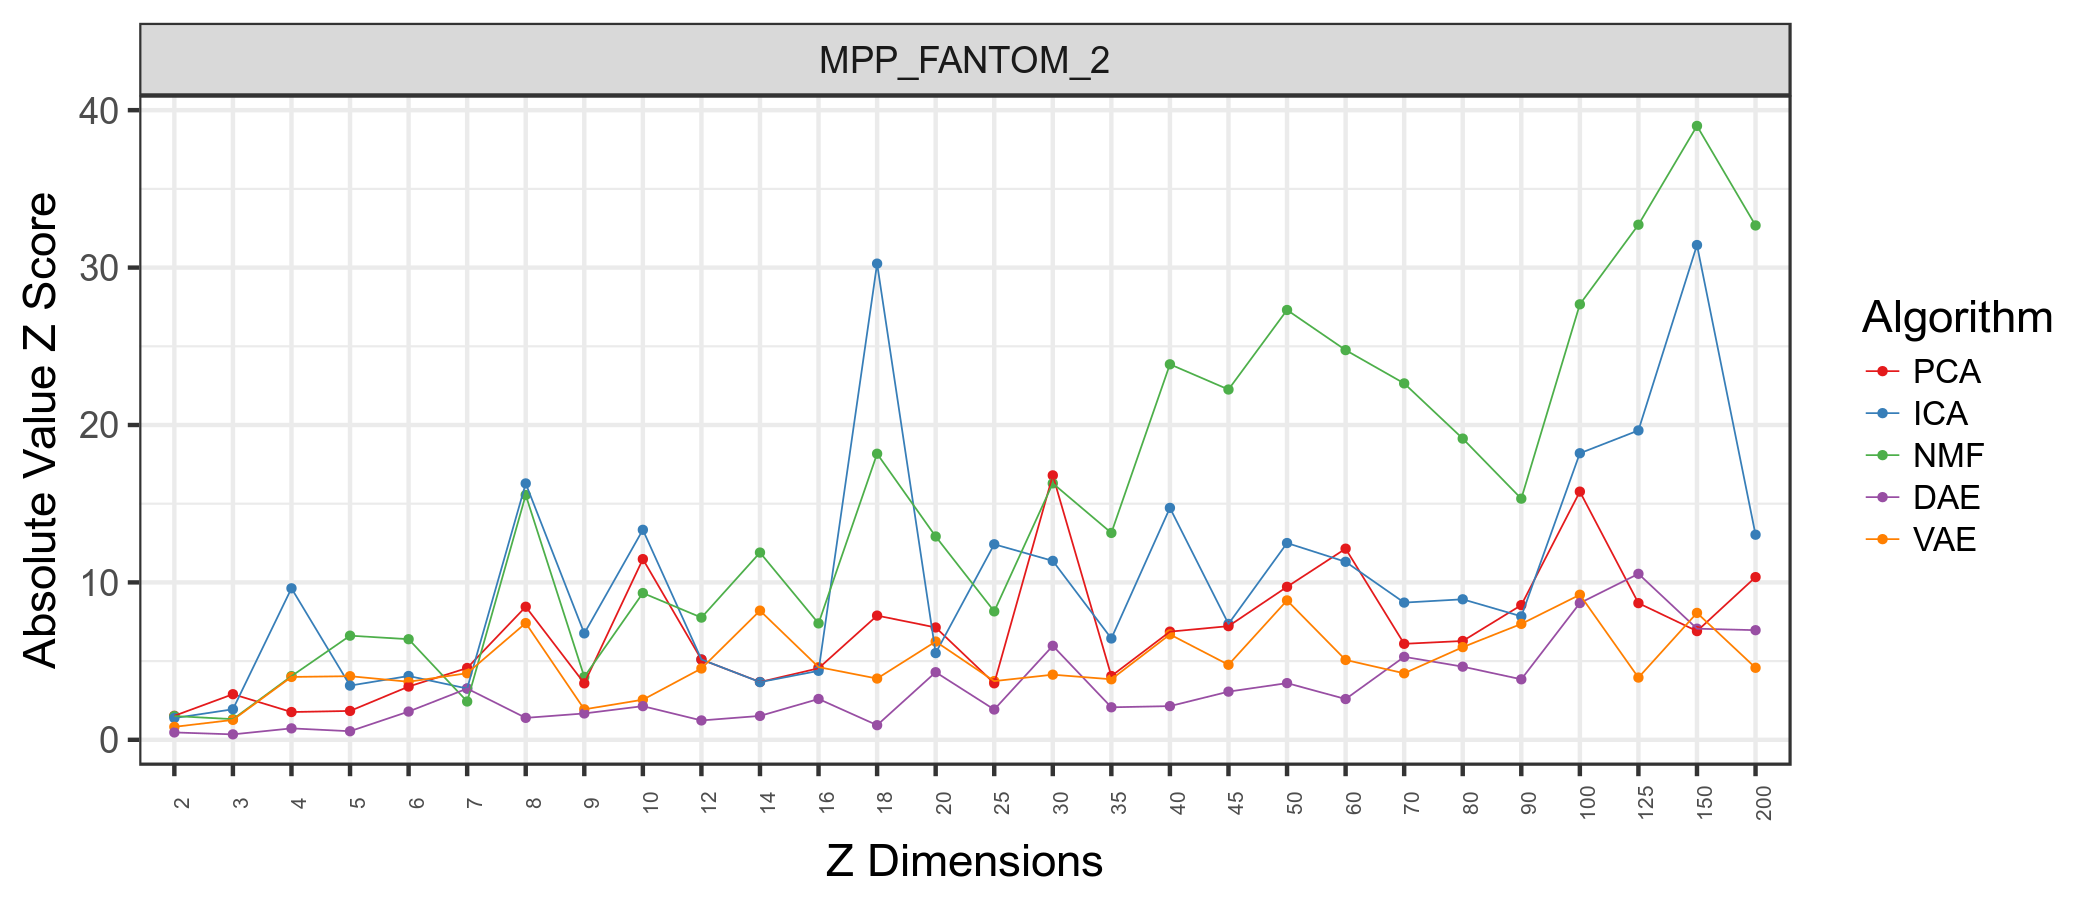 MPP_FANTOM_2
Absolute Value Z Score
40
30
20
10
0
2 3 4 5 6 7 8 9 10 12 14 16 18 20 25 30 35 40 45 50 60 70 80 90 100 125 150 200
Z Dimensions
Algorithm
PCA
ICA
NMF
DAE
VAE